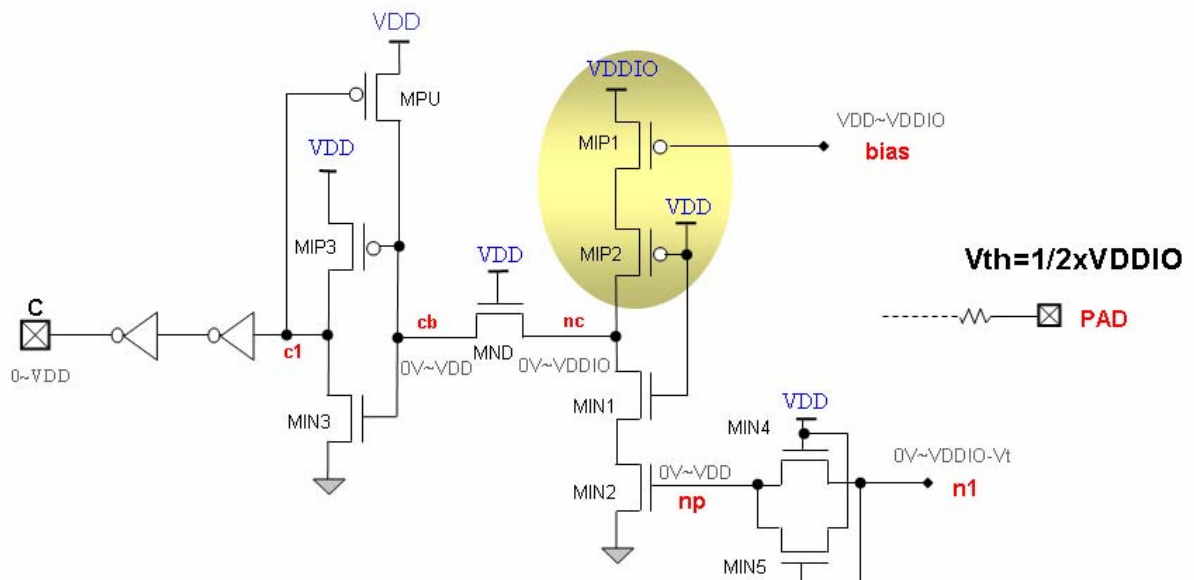 VDD
VDDIO
MPU
VDD~VDDIO
bias
VDD
MIP1
VDD
MIP3
MIP2
VDD
Vth=1/2xVDDIO
C
cb
nc
PAD
c1
MND
0~VDD
0V~VDD
0V~VDDIO
MIN1
VDD
MIN3
MIN4
0V~VDDIO-Vt
0V~VDD
MIN2
np
n1
MIN5